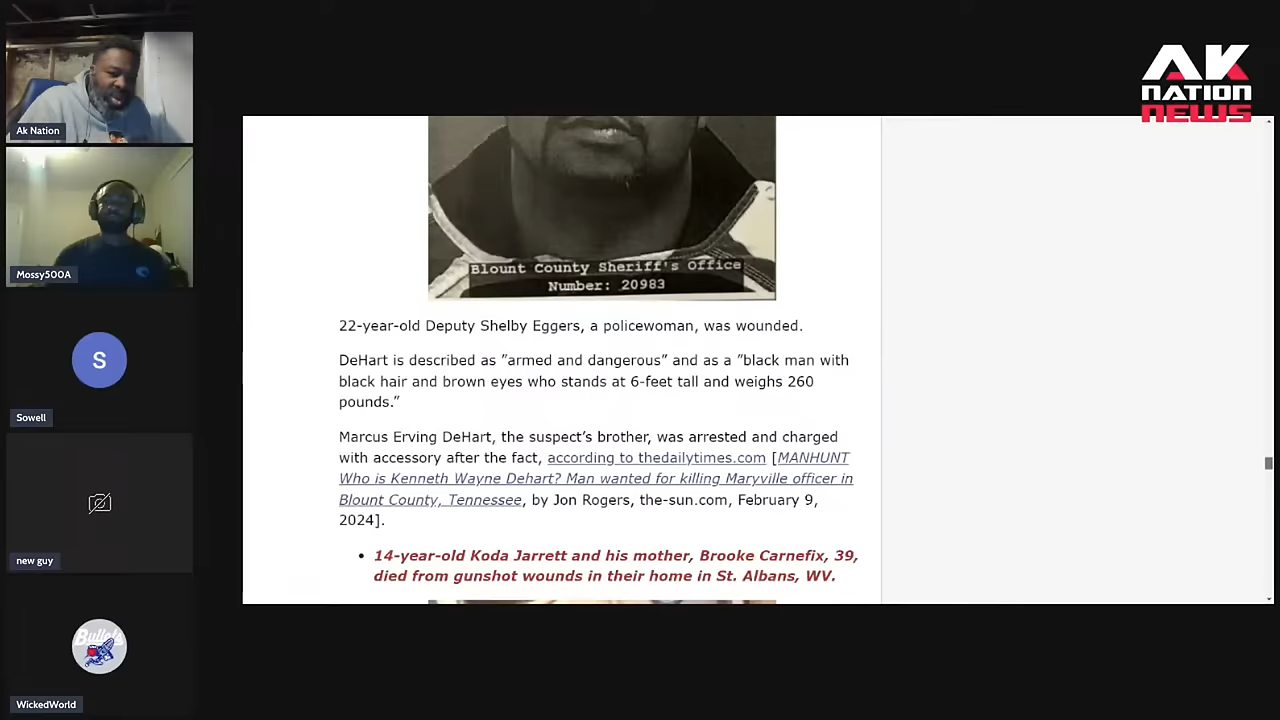 AK
NATION
NEWS
Ak Nation
Mossy500A
S
Sowell
new guy
Bullets
WickedWorld
Blount County Sheriff's Office
Number: 20983
22-year-old Deputy Shelby Eggers, a policewoman, was wounded.
DeHart is described as ”armed and dangerous” and as a ”black man with
black hair and brown eyes who stands at 6-feet tall and weighs 260
pounds.”
Marcus Erving DeHart, the suspect’s brother, was arrested and charged
with accessory after the fact, according to thedailytimes.com [MANHUNT
Who is Kenneth Wayne Dehart? Man wanted for killing Maryville officer in
Blount County, Tennessee, by Jon Rogers, the-sun.com, February 9,
2024].
• 14-year-old Koda Jarrett and his mother, Brooke Carnefix, 39,
died from gunshot wounds in their home in St. Albans, WV.